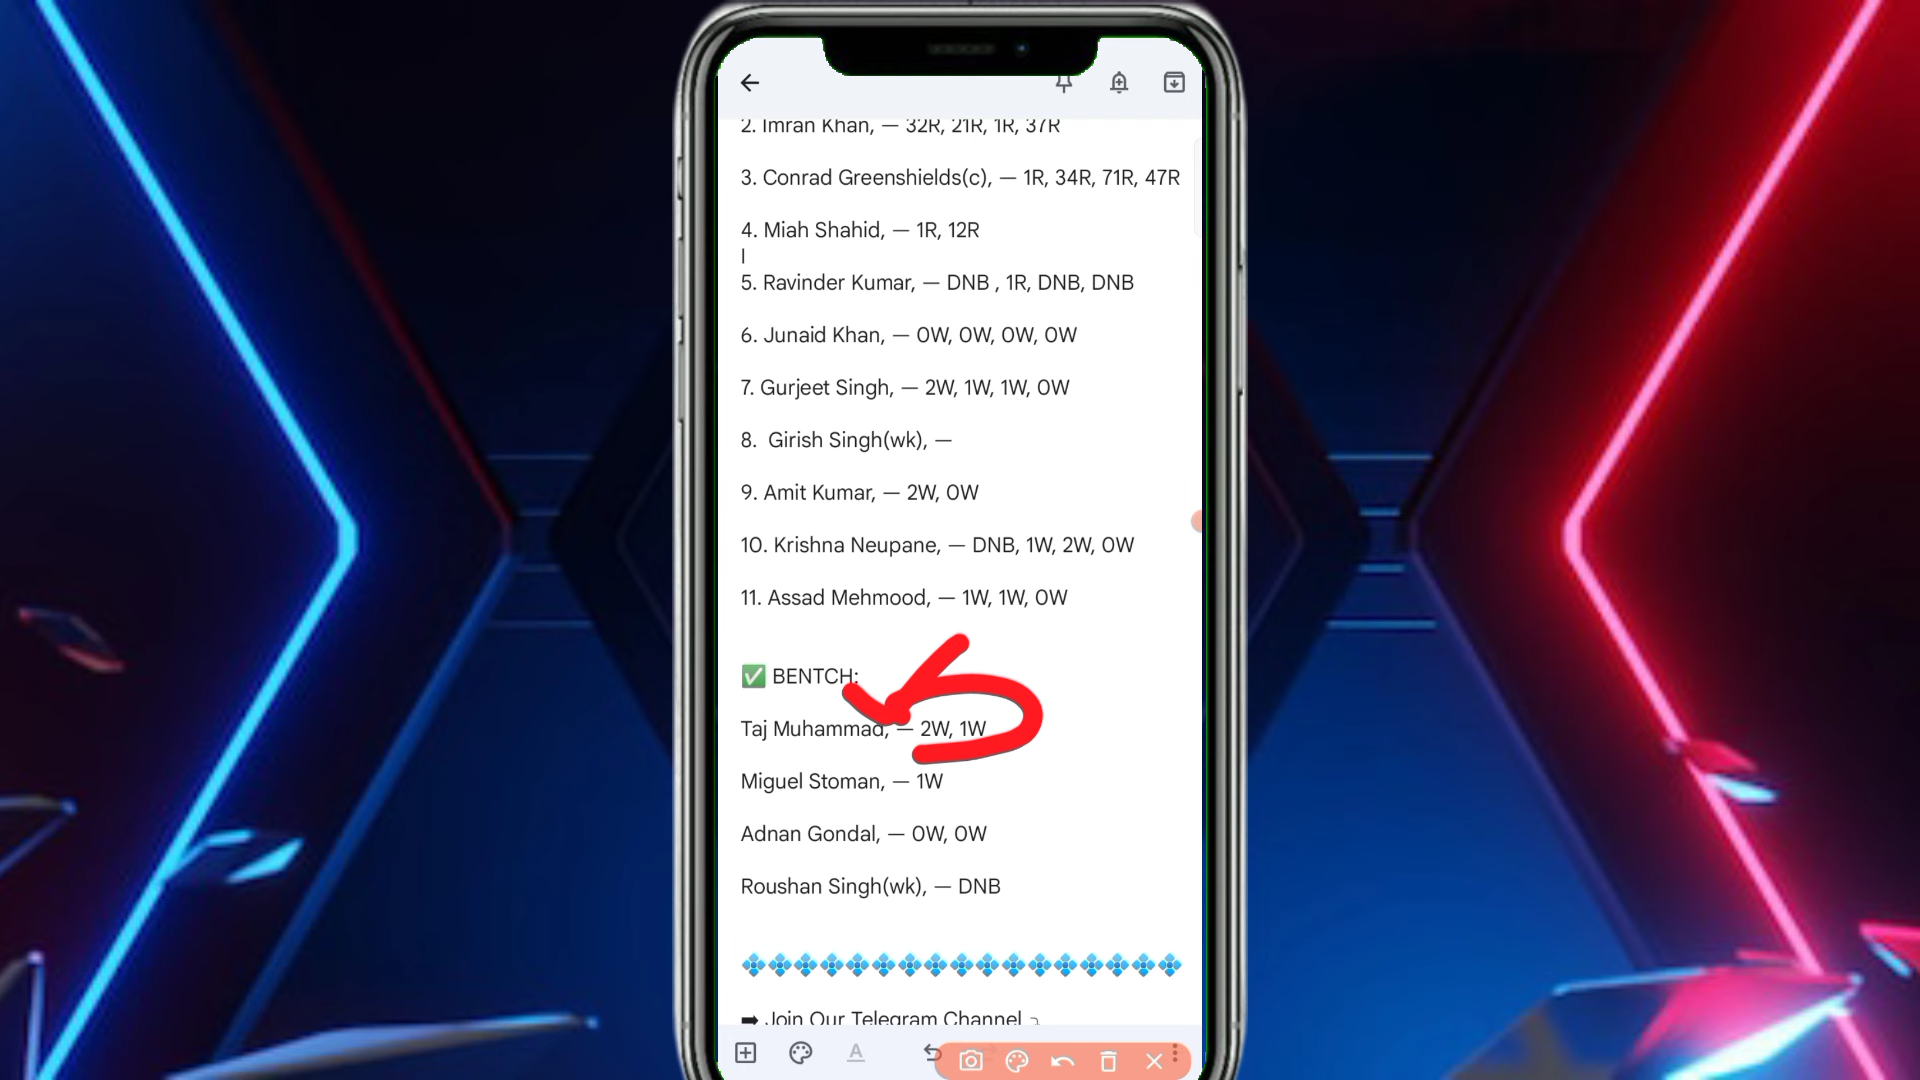 2. Imran Khan, — 32R, 21R, 1R, 37R
3. Conrad Greenshields(c), — 1R, 34R, 71R, 47R
4. Miah Shahid, — 1R, 12R
I
5. Ravinder Kumar, — DNB , 1R, DNB, DNB
6. Junaid Khan, — 0W, 0W, 0W, 0W
7. Gurjeet Singh, — 2W, 1W, 1W, 0W
8. Girish Singh(wk), —
9. Amit Kumar, — 2W, 0W
10. Krishna Neupane, — DNB, 1W, 2W, 0W
11. Assad Mehmood, — 1W, 1W, 0W
✅ BENTCH:
Taj Muhammad, — 2W, 1W
Miguel Stoman, — 1W
Adnan Gondal, — 0W, 0W
Roushan Singh(wk), — DNB
➡ Join Our Telegram Channel
A